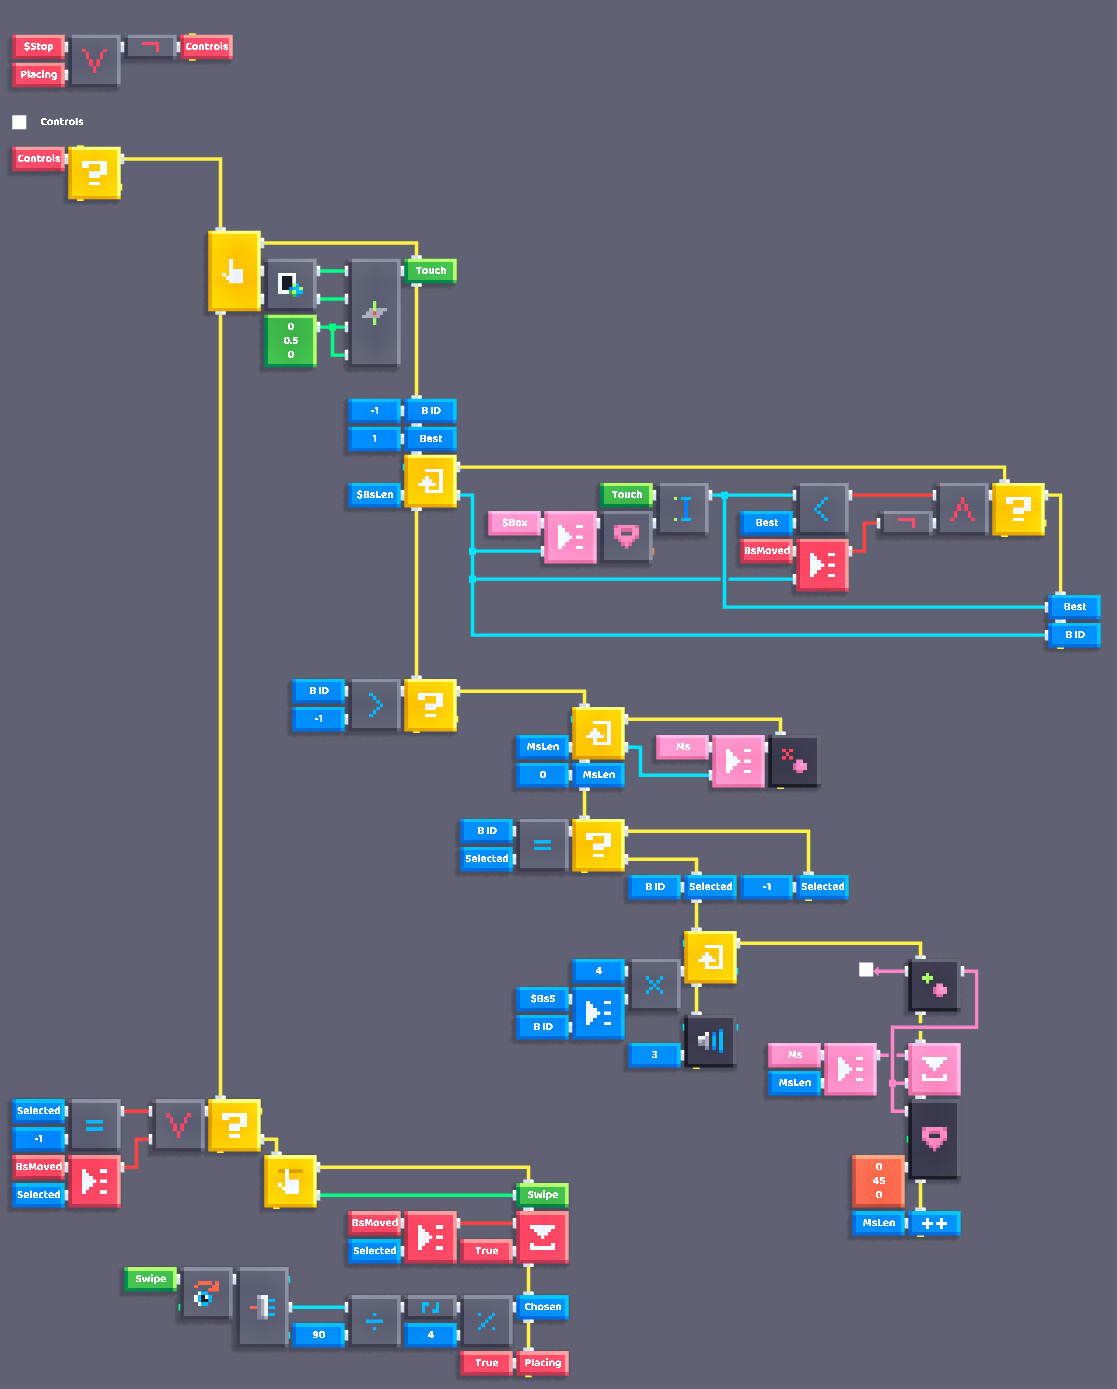 $Stop
Controls
Placing
Controls
Controls
Touch
0
0.5
0
-1
B ID
1
Best
$BsLen
Touch
$Box
Best
BsMoved
Best
B ID
B ID
-1
MsLen
Ms
0
MsLen
B ID
Selected
B ID
Selected
-1
Selected
4
$BsS
B ID
3
Ms
MsLen
Selected
-1
BsMoved
Selected
0
45
0
Swipe
MsLen
++
BsMoved
Selected
True
Swipe
Chosen
90
4
True
Placing